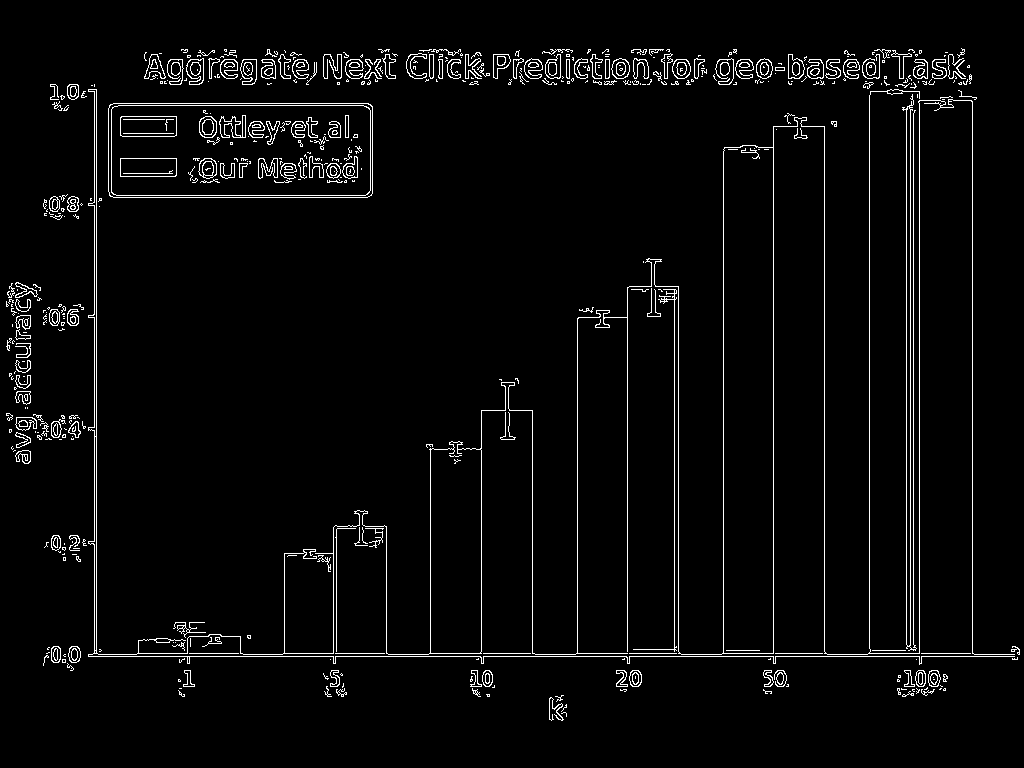 Aggregate Next Click Prediction for geo-based Task
1.0
Ottley et al.
Our Method
0.8
0.6
avg accuracy
0.4
0.2
0.0
1 5 10 20 50 100
k